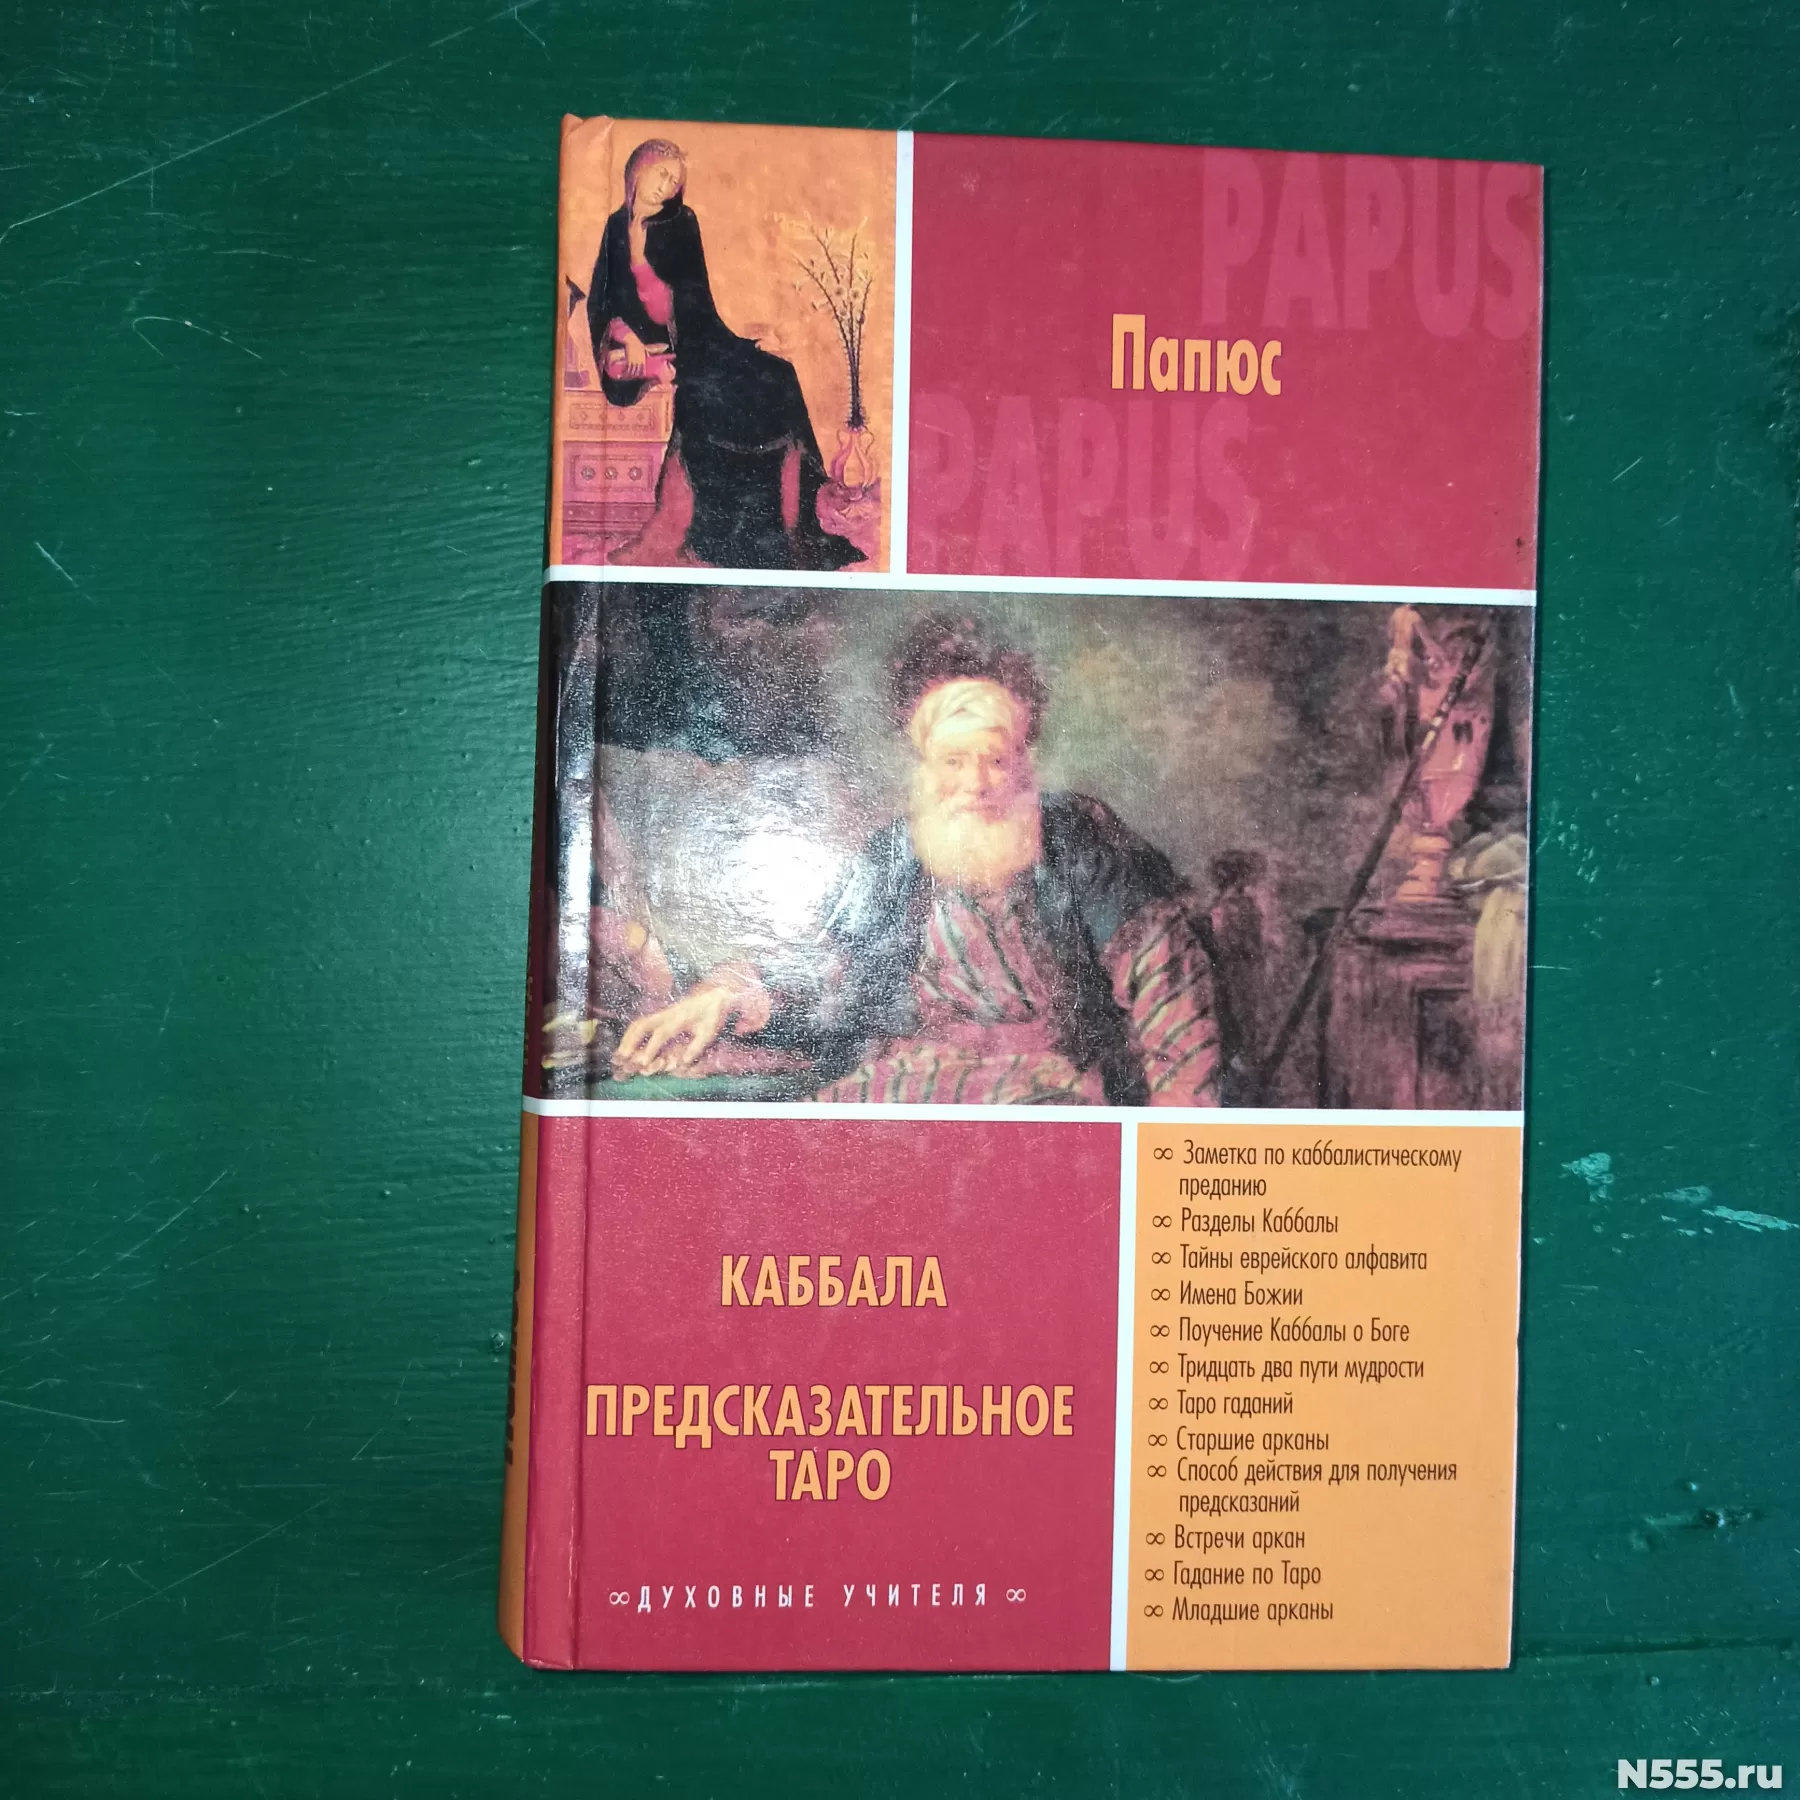 PAPUS
Папюс
PAPUS
КАББАЛА
ПРЕДСКАЗАТЕЛЬНОЕ
ТАРО
∞ ДУХОВНЫЕ УЧИТЕЛЯ ∞
∞ Заметка по каббалистическому
преданию
∞ Разделы Каббалы
∞ Тайны еврейского алфавита
∞ Имена Божии
∞ Поучение Каббалы о Боге
∞ Тридцать два пути мудрости
∞ Таро гаданий
∞ Старшие арканы
∞ Способ действия для получения
предсказаний
∞ Встречи аркан
∞ Гадание по Таро
∞ Младшие арканы
N555.ru